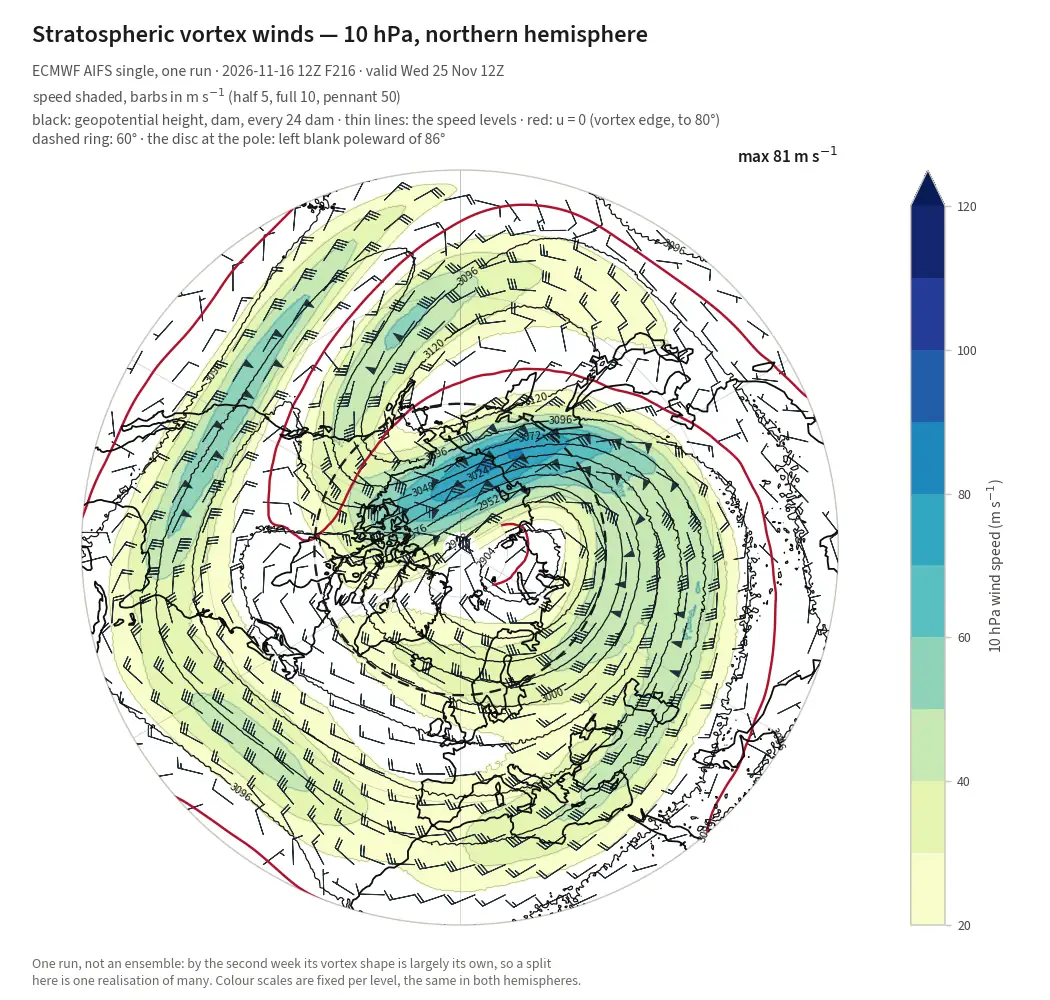 Stratospheric vortex winds — 10 hPa, northern hemisphere
ECMWF AIFS single, one run · 2026-11-16 12Z F216 · valid Wed 25 Nov 12Z
speed shaded, barbs in m s⁻¹ (half 5, full 10, pennant 50)
black: geopotential height, dam, every 24 dam · thin lines: the speed levels · red: u = 0 (vortex edge, to 80°)
dashed ring: 60° · the disc at the pole: left blank poleward of 86°
max 81 m s⁻¹
120
100
80
60
40
20
10 hPa wind speed (m s⁻¹)
3096
3096
3120
3096
3120
3096
3072
3096
3024
3048
2952
2904
3000
3096
One run, not an ensemble: by the second week its vortex shape is largely its own, so a split
here is one realisation of many. Colour scales are fixed per level, the same in both hemispheres.